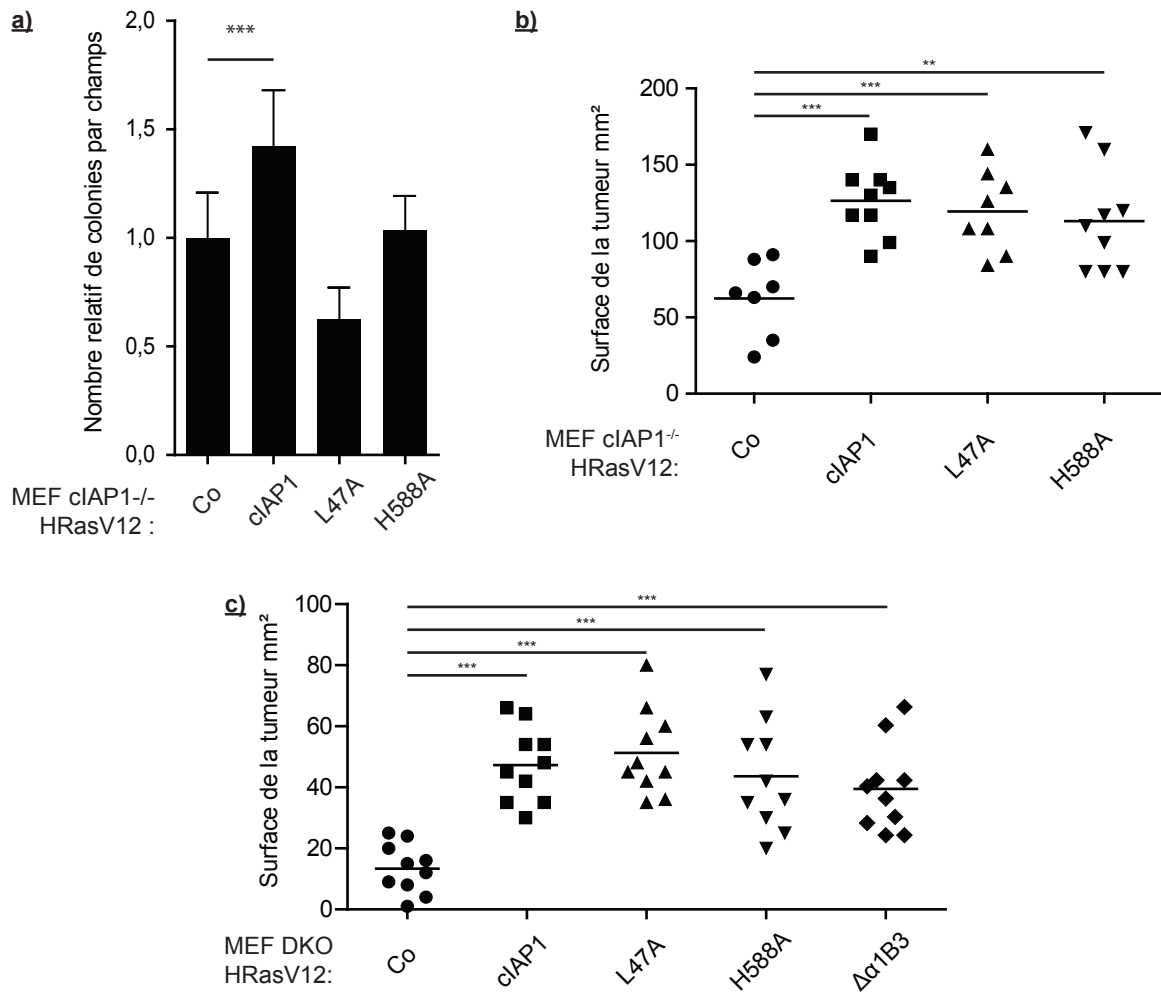 a)
Nombre relatif de colonies par champs
2,0
1,5
1,0
0,5
0,0
***
MEF cIAP1-/-
HRasV12 :
Co
cIAP1
L47A
H588A
b)
Surface de la tumeur mm²
200
150
100
50
0
**
***
***
MEF cIAP1-/-
HRasV12:
Co
cIAP1
L47A
H588A
c)
Surface de la tumeur mm²
100
80
60
40
20
0
***
***
***
***
MEF DKO
HRasV12:
Co
cIAP1
L47A
H588A
Δα1B3